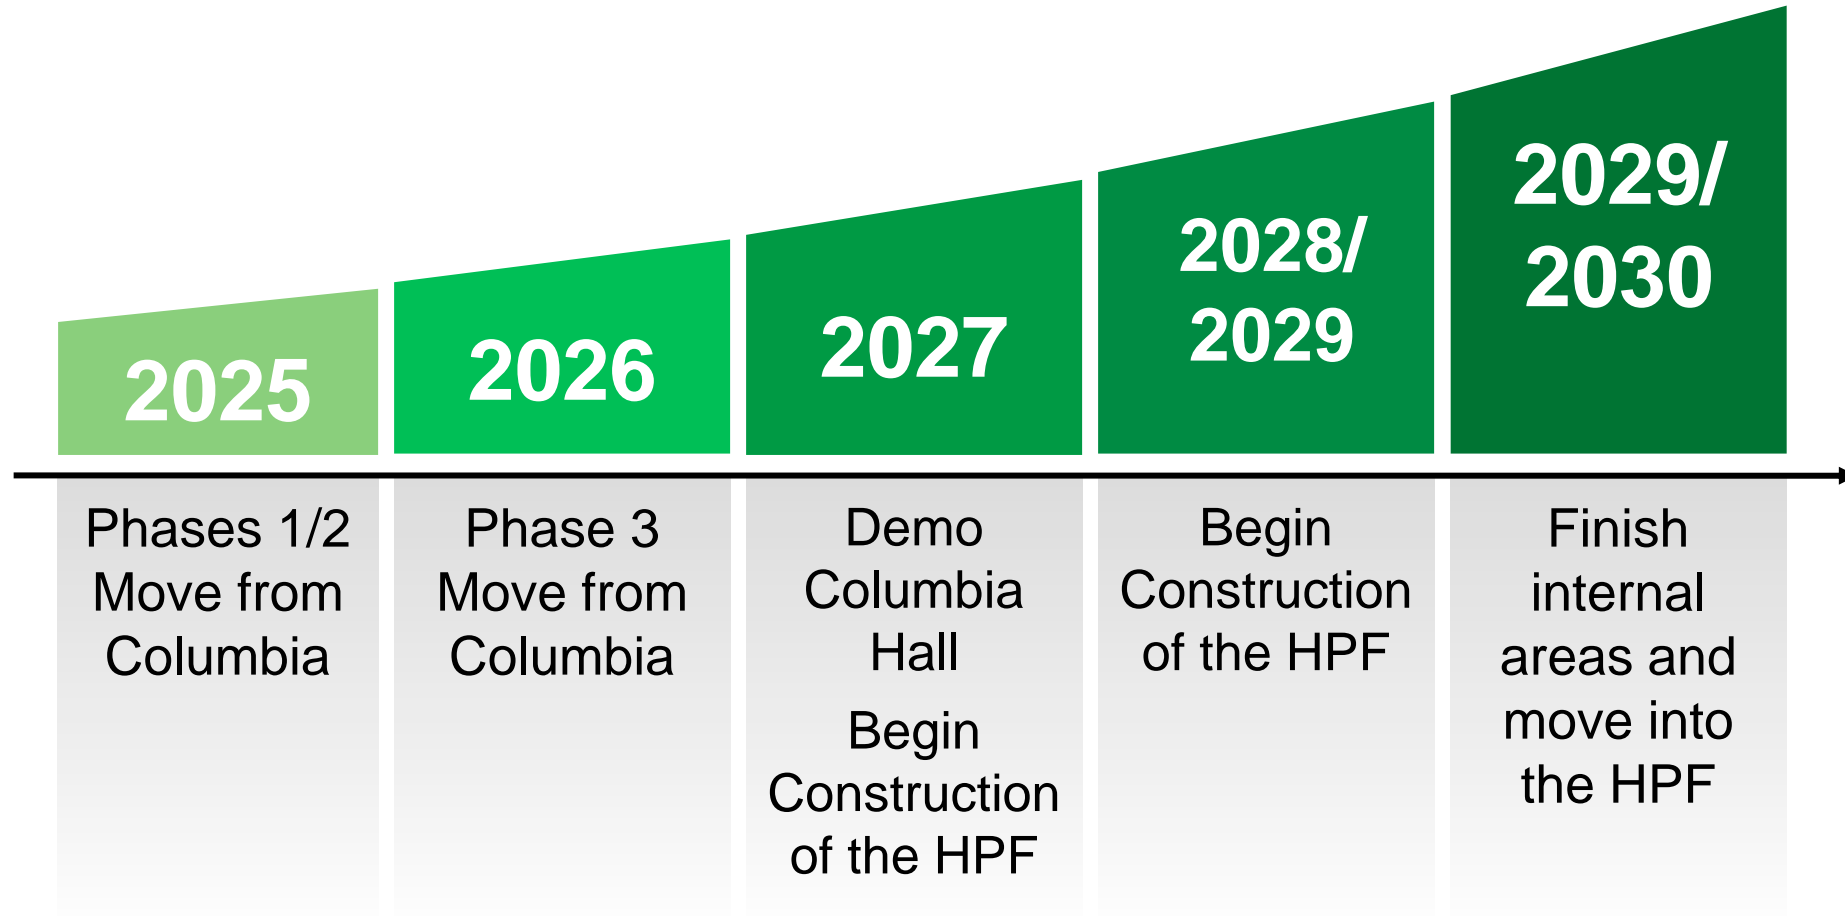 2025
2026
2027
2028/
2029
2029/
2030
Phases 1/2
Move from
Columbia
Phase 3
Move from
Columbia
Demo
Columbia
Hall
Begin
Construction
of the HPF
Begin
Construction
of the HPF
Finish
internal
areas and
move into
the HPF